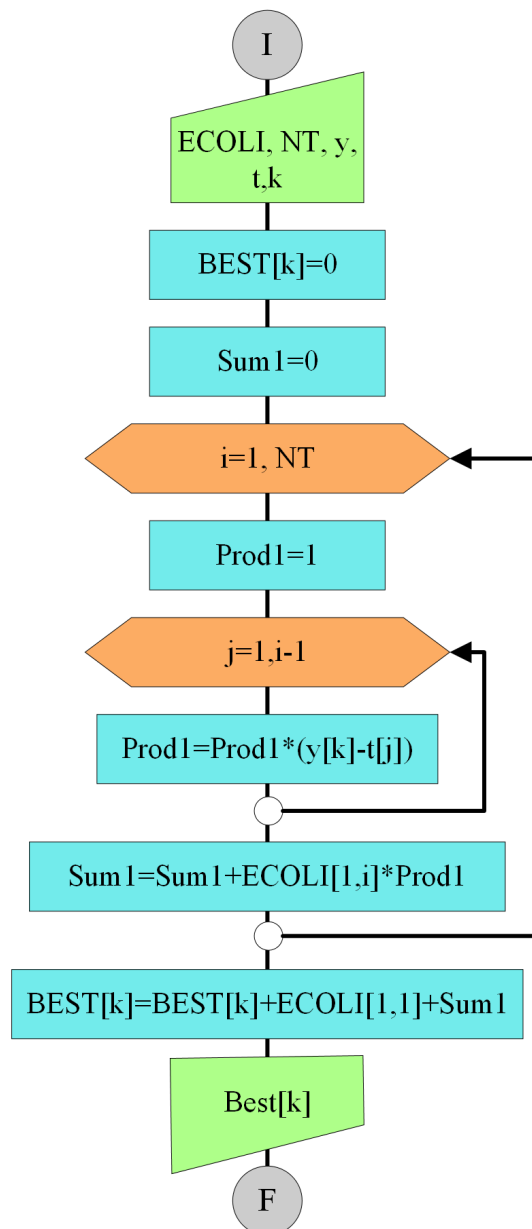 I
ECOLI, NT, y,
t,k
BEST[k]=0
Sum1=0
i=1, NT
Prod1=1
j=1,i-1
Prod1=Prod1*(y[k]-t[j])
Sum1=Sum1+ECOLI[1,i]*Prod1
BEST[k]=BEST[k]+ECOLI[1,1]+Sum1
Best[k]
F